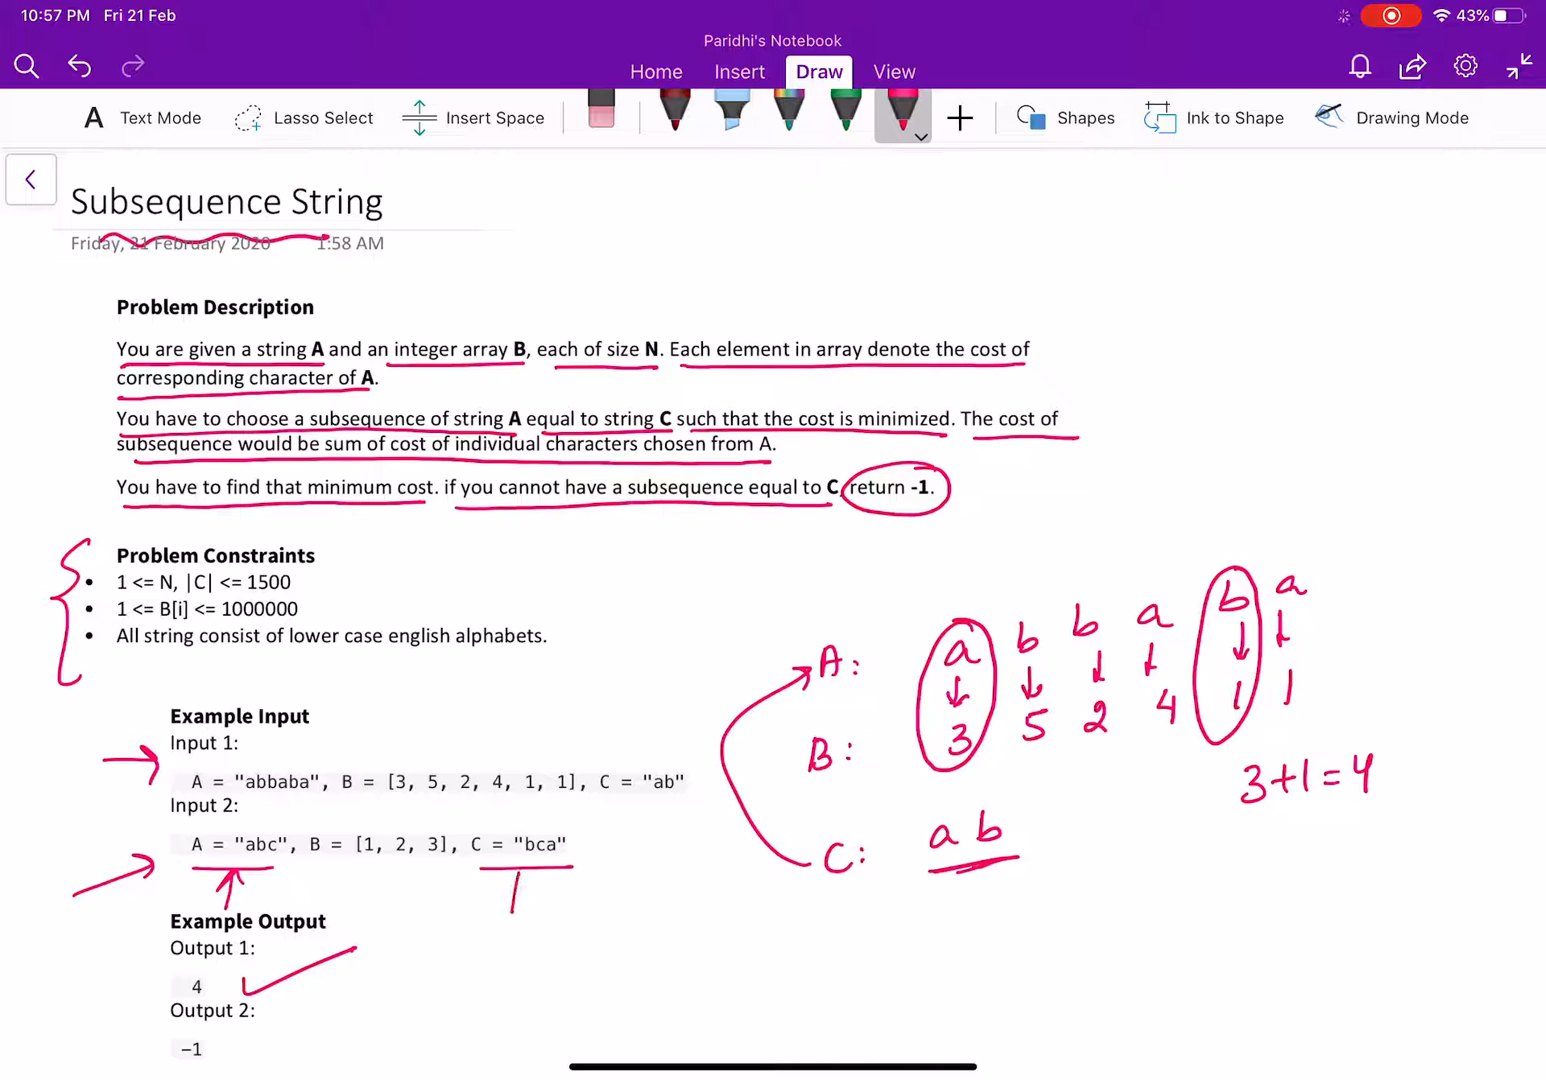 10:57 PM Fri 21 Feb
43%
Paridhi's Notebook
Home Insert Draw View
A Text Mode Lasso Select Insert Space Shapes Ink to Shape Drawing Mode
Subsequence String
Friday, 21 February 2020 1:58 AM
Problem Description
You are given a string A and an integer array B, each of size N. Each element in array denote the cost of
corresponding character of A.
You have to choose a subsequence of string A equal to string C such that the cost is minimized. The cost of
subsequence would be sum of cost of individual characters chosen from A.
You have to find that minimum cost. if you cannot have a subsequence equal to C, return -1.
Problem Constraints
• 1 <= N, |C| <= 1500
• 1 <= B[i] <= 1000000
• All string consist of lower case english alphabets.
Example Input
Input 1:
A = "abbaba", B = [3, 5, 2, 4, 1, 1], C = "ab"
Input 2:
A = "abc", B = [1, 2, 3], C = "bca"
Example Output
Output 1:
4
Output 2:
-1
A: a b b a b a
B: 3 5 2 4 1 1
3+1=4
C: a b